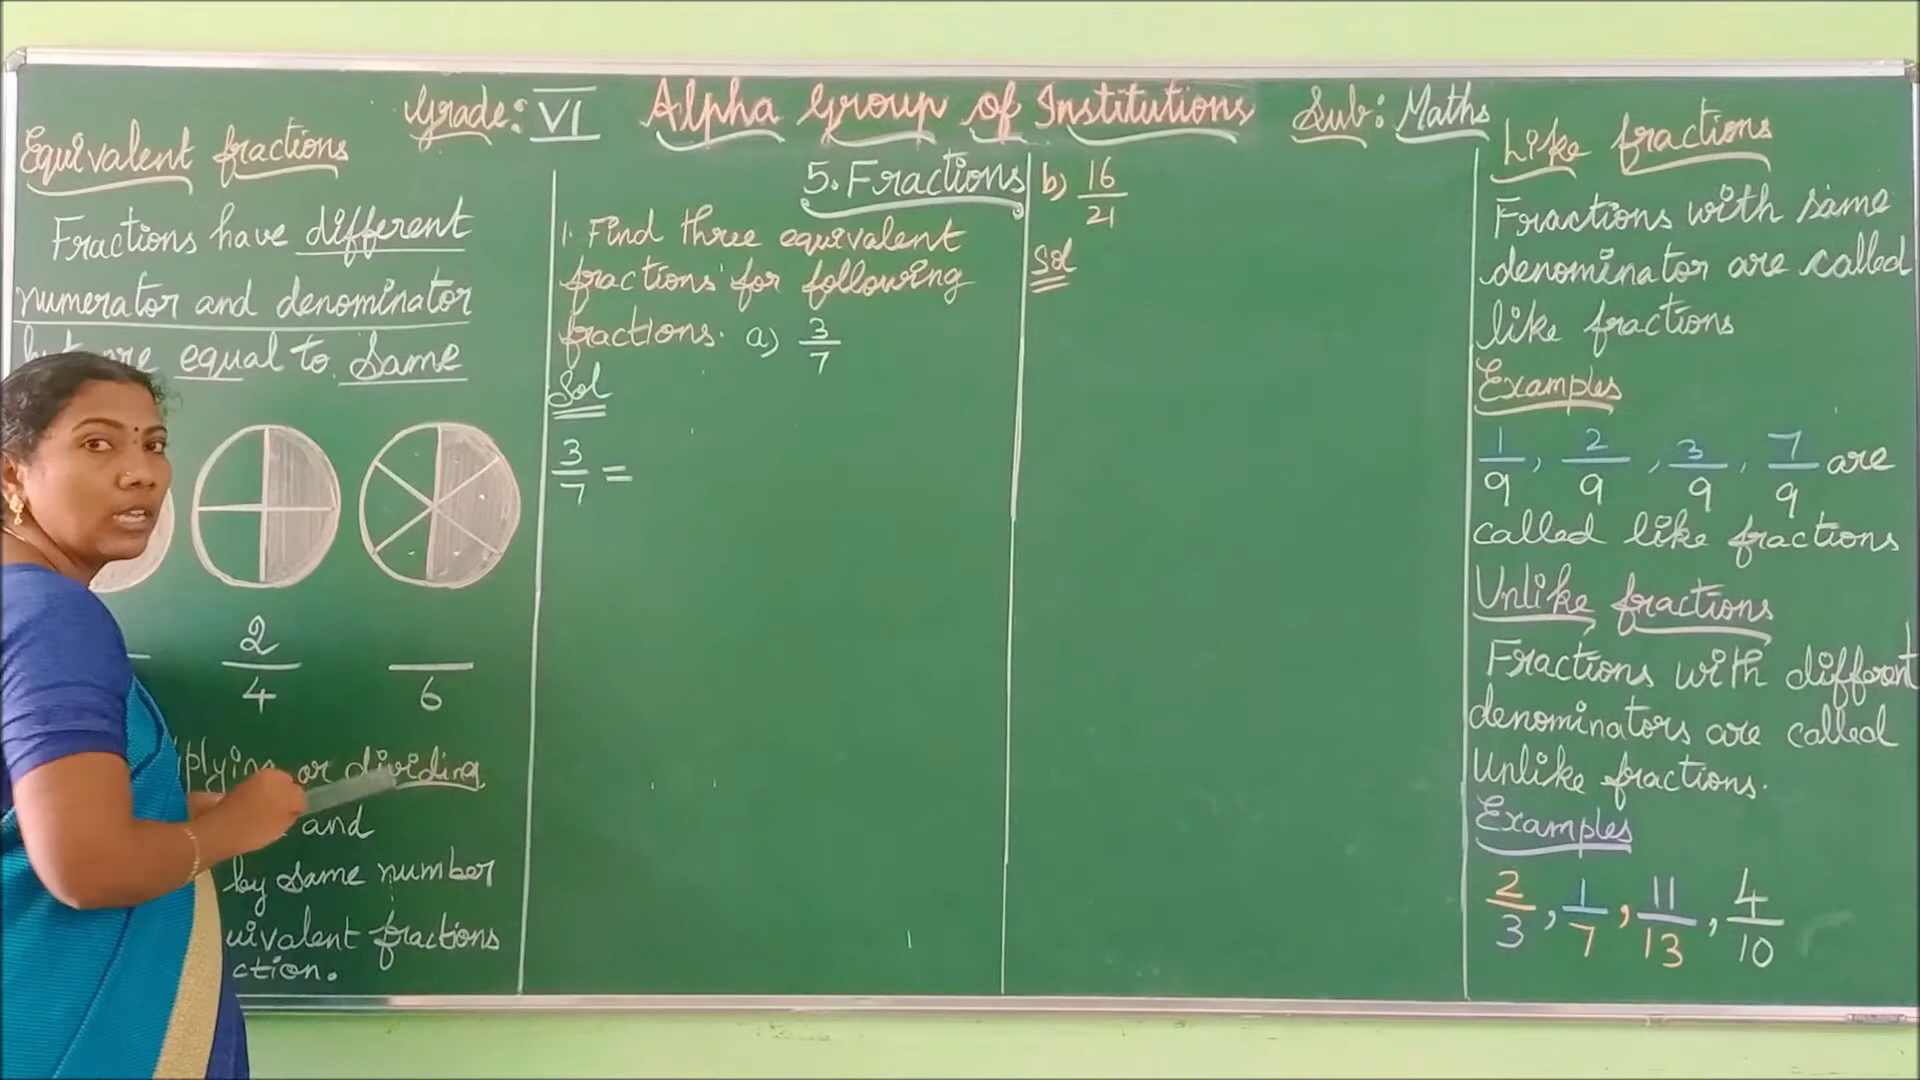 Grade: VI Alpha Group of Institutions Sub: Maths
Equivalent fractions
Fractions have different
numerator and denominator
are equal to same
2
4
6
or dividing
and
by same number
fractions
5. Fractions
1. Find three equivalent
fractions for following
fractions. a) 3/7
Sol
3/7 =
b) 16/21
Sol
Like fractions
Fractions with same
denominator are called
like fractions
Examples
1/9, 2/9, 3/9, 7/9 are
called like fractions
Unlike fractions
Fractions with different
denominators are called
Unlike fractions.
Examples
2/3, 1/7, 11/13, 4/10